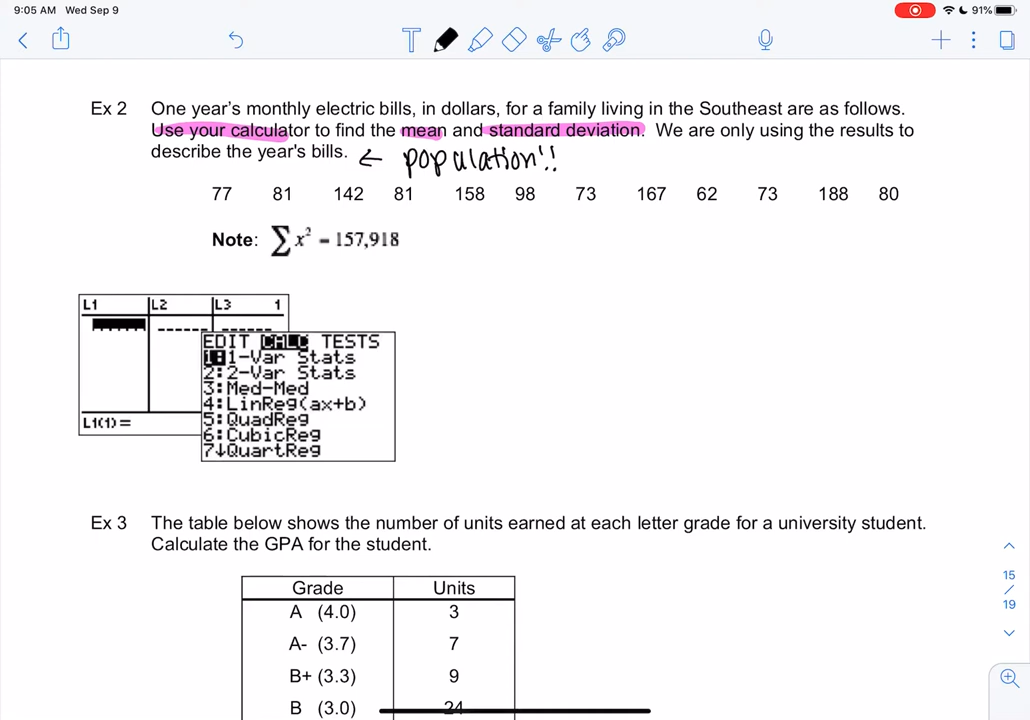 9:05 AM Wed Sep 9
91%
T
Ex 2 One year's monthly electric bills, in dollars, for a family living in the Southeast are as follows.
Use your calculator to find the mean and standard deviation. We are only using the results to
describe the year's bills. ← population!!
77 81 142 81 158 98 73 167 62 73 188 80
Note: ∑x² = 157,918
L1 L2 L3 1
L1(1)=
EDIT CALC TESTS
1:1-Var Stats
2:2-Var Stats
3:Med-Med
4:LinReg(ax+b)
5:QuadReg
6:CubicReg
7↓QuartReg
Ex 3 The table below shows the number of units earned at each letter grade for a university student.
Calculate the GPA for the student.
Grade Units
A (4.0) 3
A- (3.7) 7
B+ (3.3) 9
B (3.0) 24
15
/
19